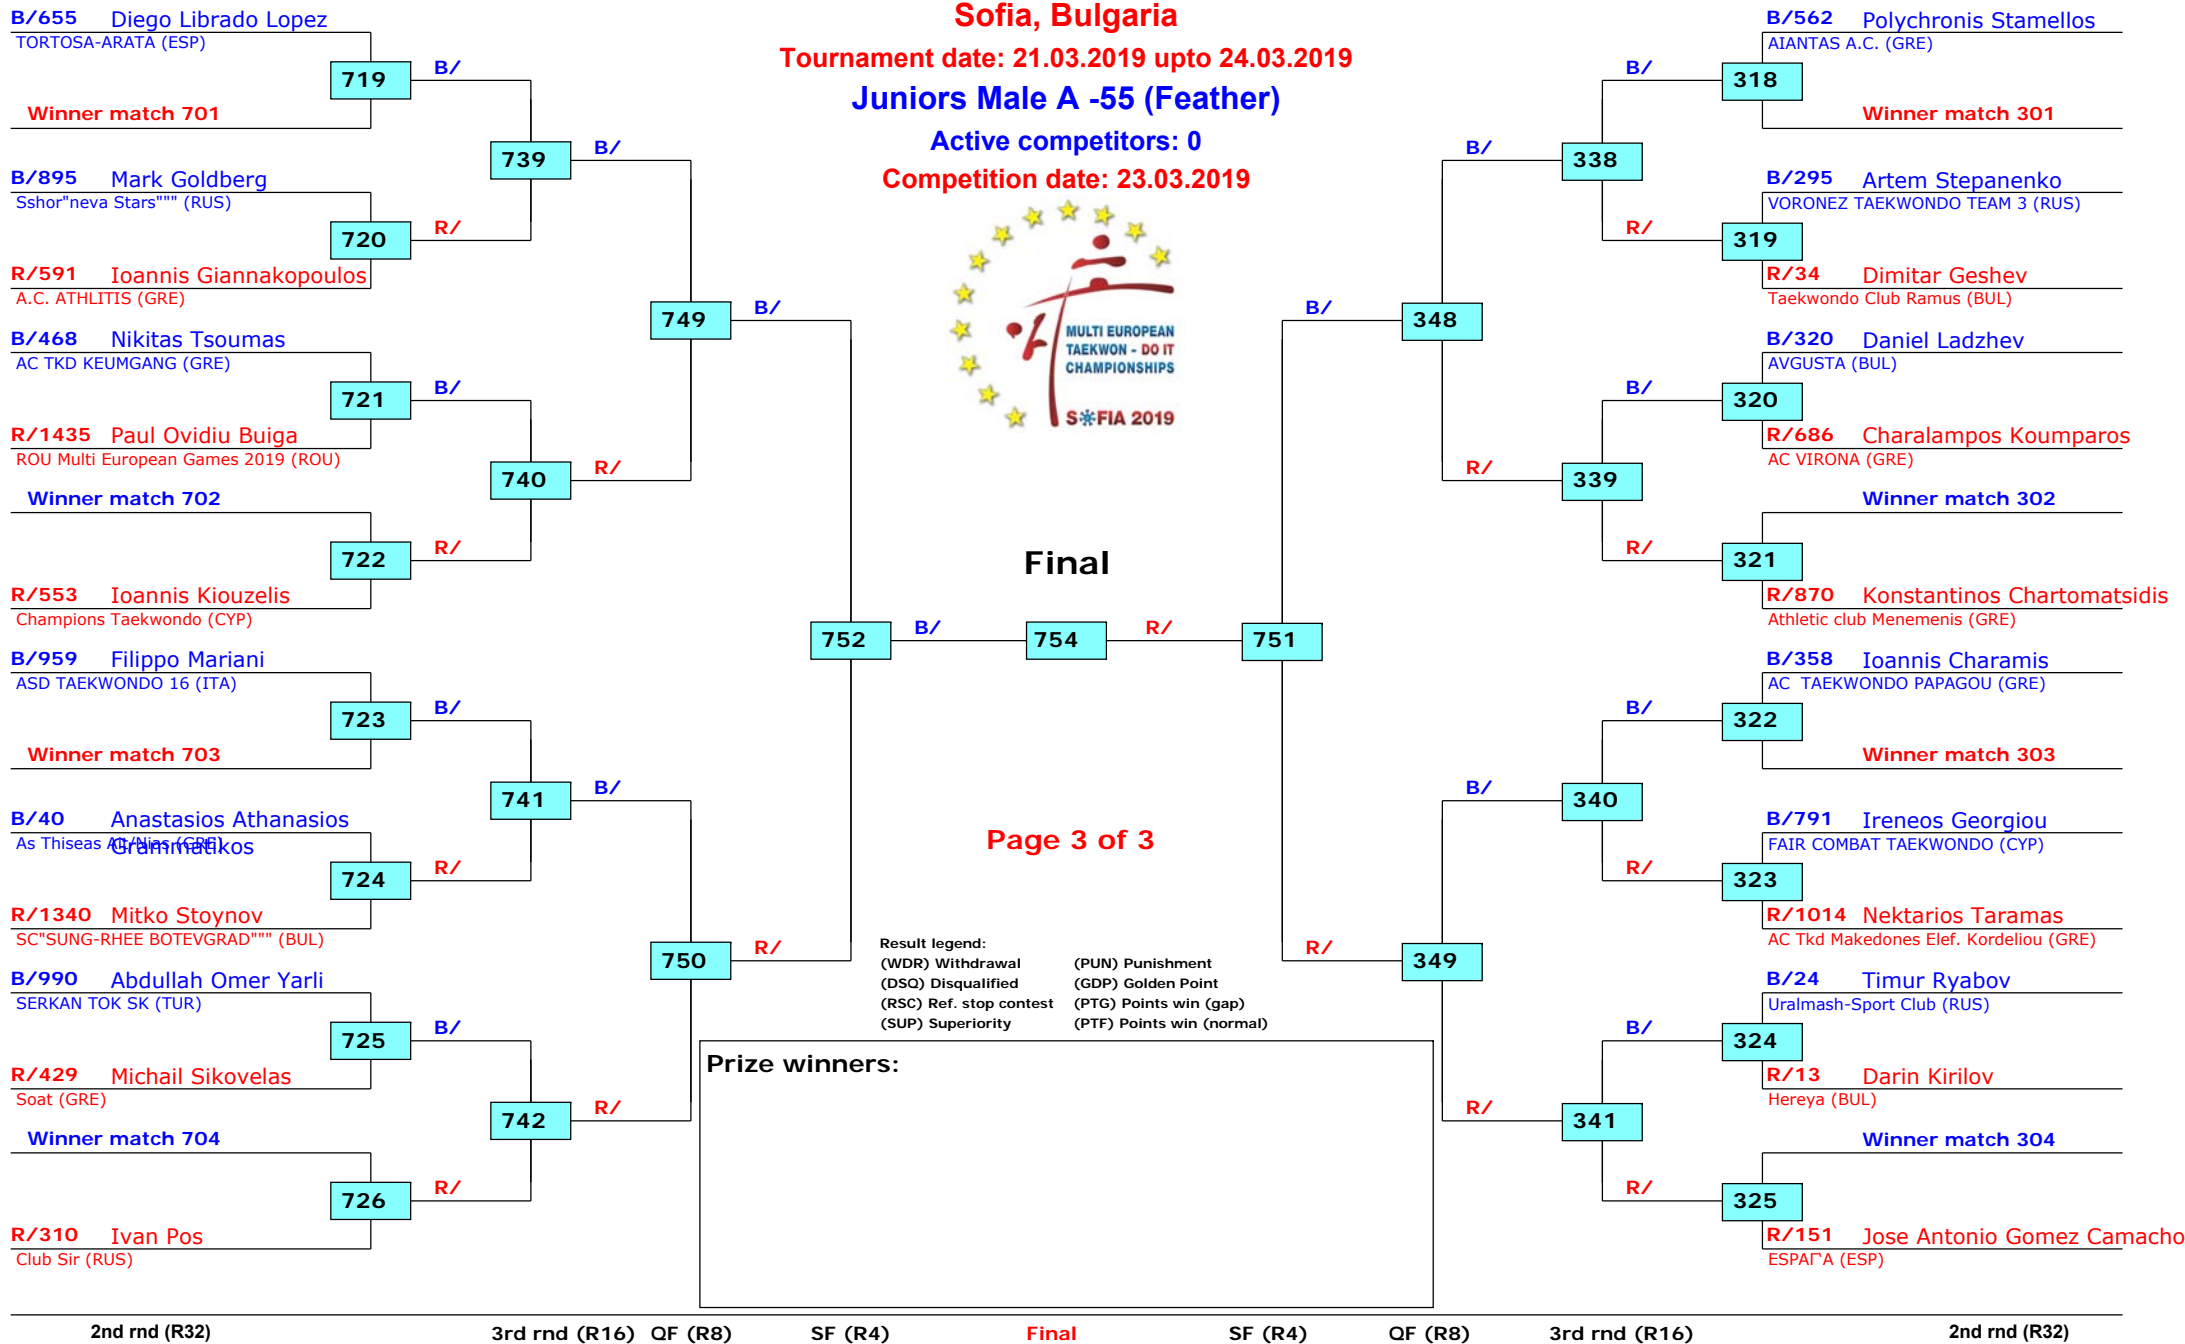 Sofia, Bulgaria
Tournament date: 21.03.2019 upto 24.03.2019
Juniors Male A -55 (Feather)
Active competitors: 0
Competition date: 23.03.2019
MULTI EUROPEAN
TAEKWON - DO IT
CHAMPIONSHIPS
S FIA 2019
B/655 Diego Librado Lopez
TORTOSA-ARATA (ESP)
719
B/
Winner match 701
739
B/
B/895 Mark Goldberg
Sshor"neva Stars""" (RUS)
720
R/
R/591 Ioannis Giannakopoulos
A.C. ATHLITIS (GRE)
749
B/
B/468 Nikitas Tsoumas
AC TKD KEUMGANG (GRE)
721
B/
R/1435 Paul Ovidiu Buiga
ROU Multi European Games 2019 (ROU)
740
R/
Winner match 702
722
R/
R/553 Ioannis Kiouzelis
Champions Taekwondo (CYP)
752
B/
B/959 Filippo Mariani
ASD TAEKWONDO 16 (ITA)
723
B/
Winner match 703
741
B/
B/40 Anastasios Athanasios
Grammatikos
As Thiseas (GRE)
724
R/
R/1340 Mitko Stoynov
SC"SUNG-RHEE BOTEVGRAD""" (BUL)
750
R/
B/990 Abdullah Omer Yarli
SERKAN TOK SK (TUR)
725
B/
R/429 Michail Sikovelas
Soat (GRE)
742
R/
Winner match 704
726
R/
R/310 Ivan Pos
Club Sir (RUS)
Final
754
R/
751
Page 3 of 3
Result legend:
(WDR) Withdrawal (PUN) Punishment
(DSQ) Disqualified (GDP) Golden Point
(RSC) Ref. stop contest (PTG) Points win (gap)
(SUP) Superiority (PTF) Points win (normal)
Prize winners:
B/562 Polychronis Stamellos
AIANTAS A.C. (GRE)
B/
318
Winner match 301
B/
338
B/295 Artem Stepanenko
VORONEZ TAEKWONDO TEAM 3 (RUS)
R/
319
R/34 Dimitar Geshev
Taekwondo Club Ramus (BUL)
B/
348
B/320 Daniel Ladzhev
AVGUSTA (BUL)
B/
320
R/686 Charalampos Koumparos
AC VIRONA (GRE)
R/
339
Winner match 302
R/
321
R/870 Konstantinos Chartomatsidis
Athletic club Menemenis (GRE)
B/358 Ioannis Charamis
AC TAEKWONDO PAPAGOU (GRE)
B/
322
Winner match 303
B/
340
B/791 Ireneos Georgiou
FAIR COMBAT TAEKWONDO (CYP)
R/
323
R/1014 Nektarios Taramas
AC Tkd Makedones Elef. Kordeliou (GRE)
R/
349
B/24 Timur Ryabov
Uralmash-Sport Club (RUS)
B/
324
R/13 Darin Kirilov
Hereya (BUL)
R/
341
Winner match 304
R/
325
R/151 Jose Antonio Gomez Camacho
ESPAГ'A (ESP)
2nd rnd (R32) 3rd rnd (R16) QF (R8) SF (R4) Final SF (R4) QF (R8) 3rd rnd (R16) 2nd rnd (R32)